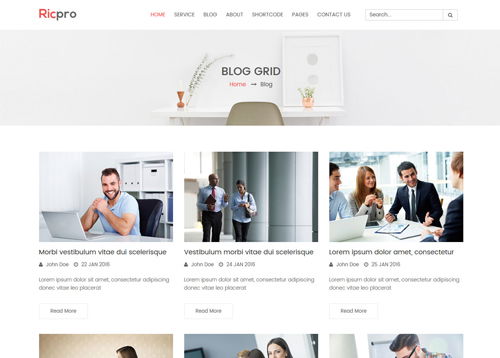 Ricpro
HOME SERVICE BLOG ABOUT SHORTCODE PAGES CONTACT US
Search...
BLOG GRID
Home → Blog
Morbi vestibulum vitae dui scelerisque
John Doe 22 JAN 2016
Lorem ipsum dolor sit amet, consectetur adipiscing
donec vitae leo placerat
Read More
Vestibulum morbi vitae dui scelerisque
John Doe 24 JAN 2016
Lorem ipsum dolor sit amet, consectetur adipiscing
donec vitae leo placerat
Read More
Lorem ipsum dolor amet, consectetur
John Doe 25 JAN 2016
Lorem ipsum dolor sit amet, consectetur adipiscing
donec vitae leo placerat
Read More